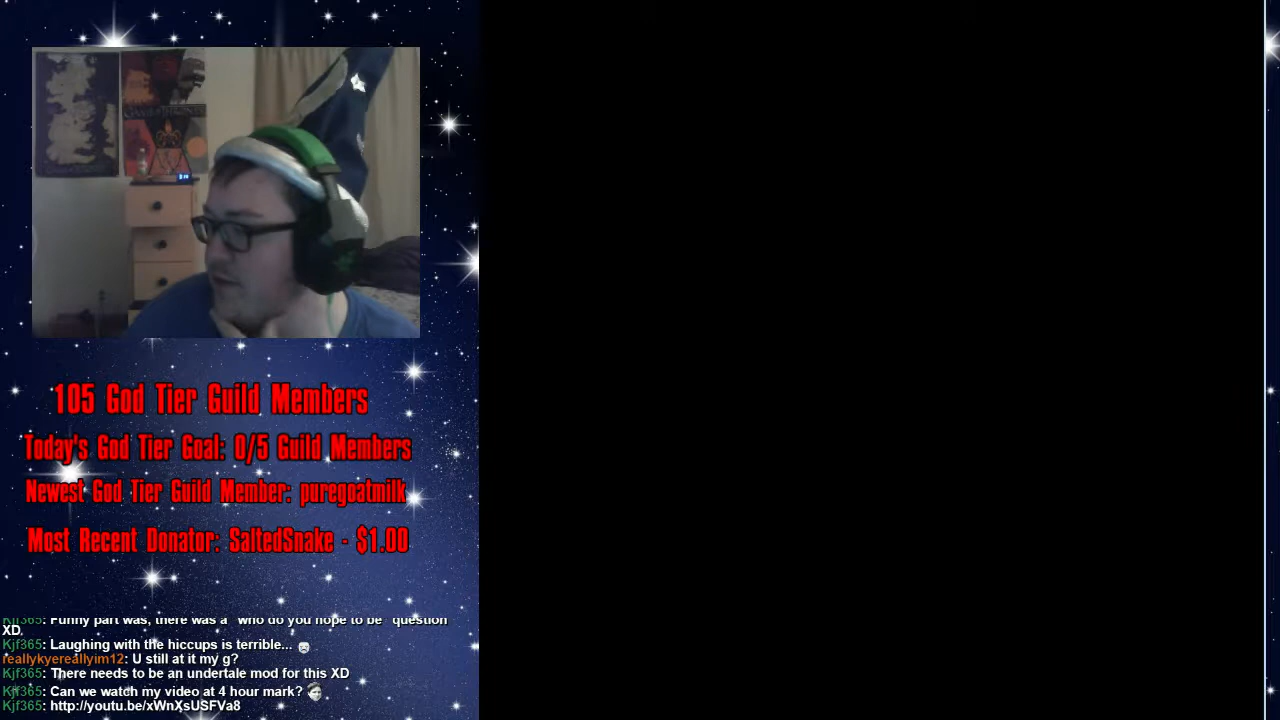 105 God Tier Guild Members
Today's God Tier Goal: 0/5 Guild Members
Newest God Tier Guild Member: puregoatmilk
Most Recent Donator: SaltedSnake - $1.00
Kjf365: Funny part was, there was a "who do you hope to be" question
XD
Kjf365: Laughing with the hiccups is terrible...
reallykyereallyim12: U still at it my g?
Kjf365: There needs to be an undertale mod for this XD
Kjf365: Can we watch my video at 4 hour mark?
Kjf365: http://youtu.be/xWnXsUSFVa8